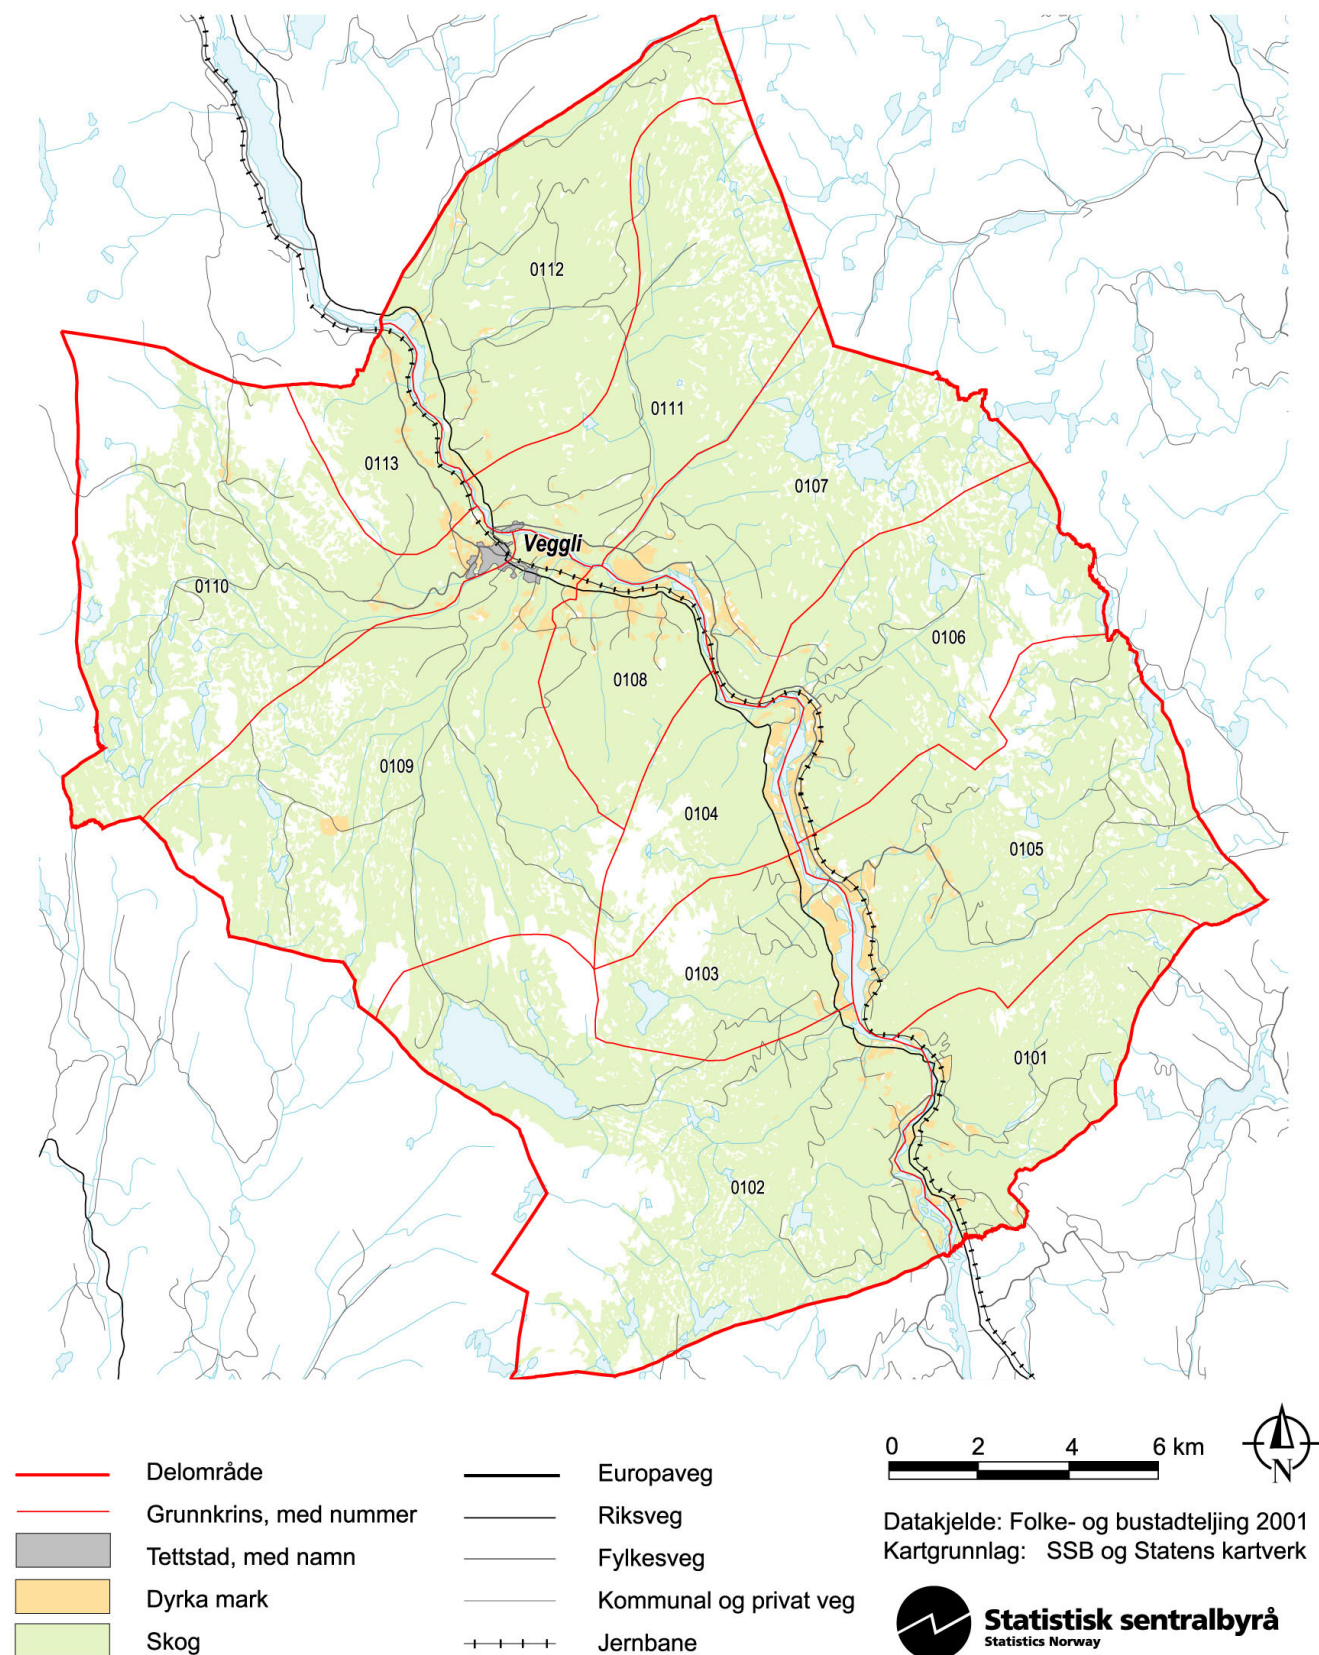 0112
0111
0113
0107
Veggli
0110
0106
0108
0109
0104
0105
0103
0101
0102
0 2 4 6 km
N
Delområde
Grunnkrins, med nummer
Tettstad, med namn
Dyrka mark
Skog
Europaveg
Riksveg
Fylkesveg
Kommunal og privat veg
Jernbane
Datakjelde: Folke- og bustadteljing 2001
Kartgrunnlag: SSB og Statens kartverk
Statistisk sentralbyrå
Statistics Norway